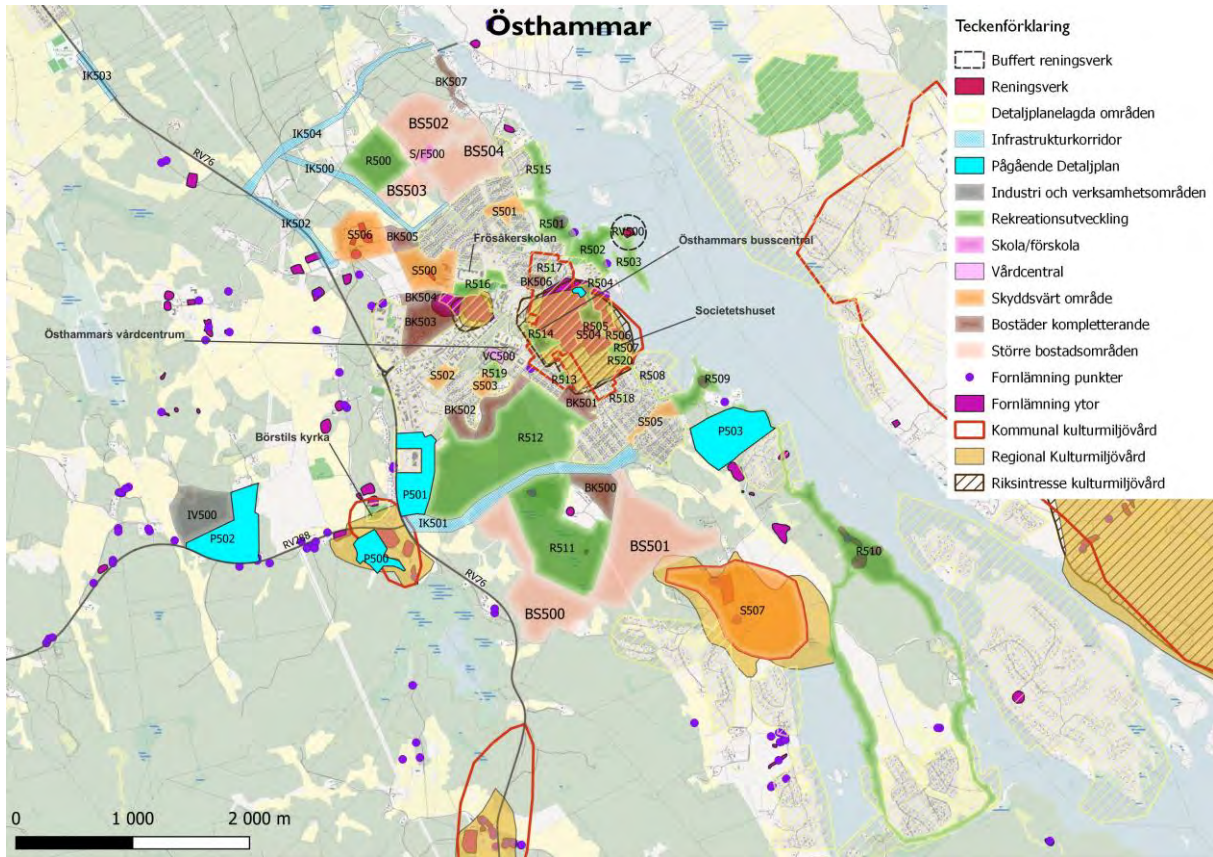 Östhammar
Teckenförklaring
Buffert reningsverk
Reningsverk
Detaljplanelagda områden
Infrastrukturkorridor
Pågående Detaljplan
Industri och verksamhetsområden
Rekreationsutveckling
Skola/förskola
Vårdcentral
Skyddsvärt område
Bostäder kompletterande
Större bostadsområden
Fornlämning punkter
Fornlämning ytor
Kommunal kulturmiljövård
Regional Kulturmiljövård
Riksintresse kulturmiljövård
IK503
BK507
IK504
BS502
RV76
R500
S/F500
BS504
IK500
BS503
R515
S501
R501
IK502
S506
BK505
RV500
R502
Frösåkerskolan
Östhammars busscentral
S500
R517
R503
R516
BK506
R504
BK504
BK503
Societetshuset
Östhammars vårdcentrum
R514
R505
S504
R506
R507
VC500
R520
R519
R513
R508
S502
S503
R509
BK502
BK501
R518
S505
Börstils kyrka
R512
P503
P501
BK500
IV500
IK501
P502
RV288
P500
R511
BS501
R510
RV76
BS500
S507
0
1 000
2 000 m